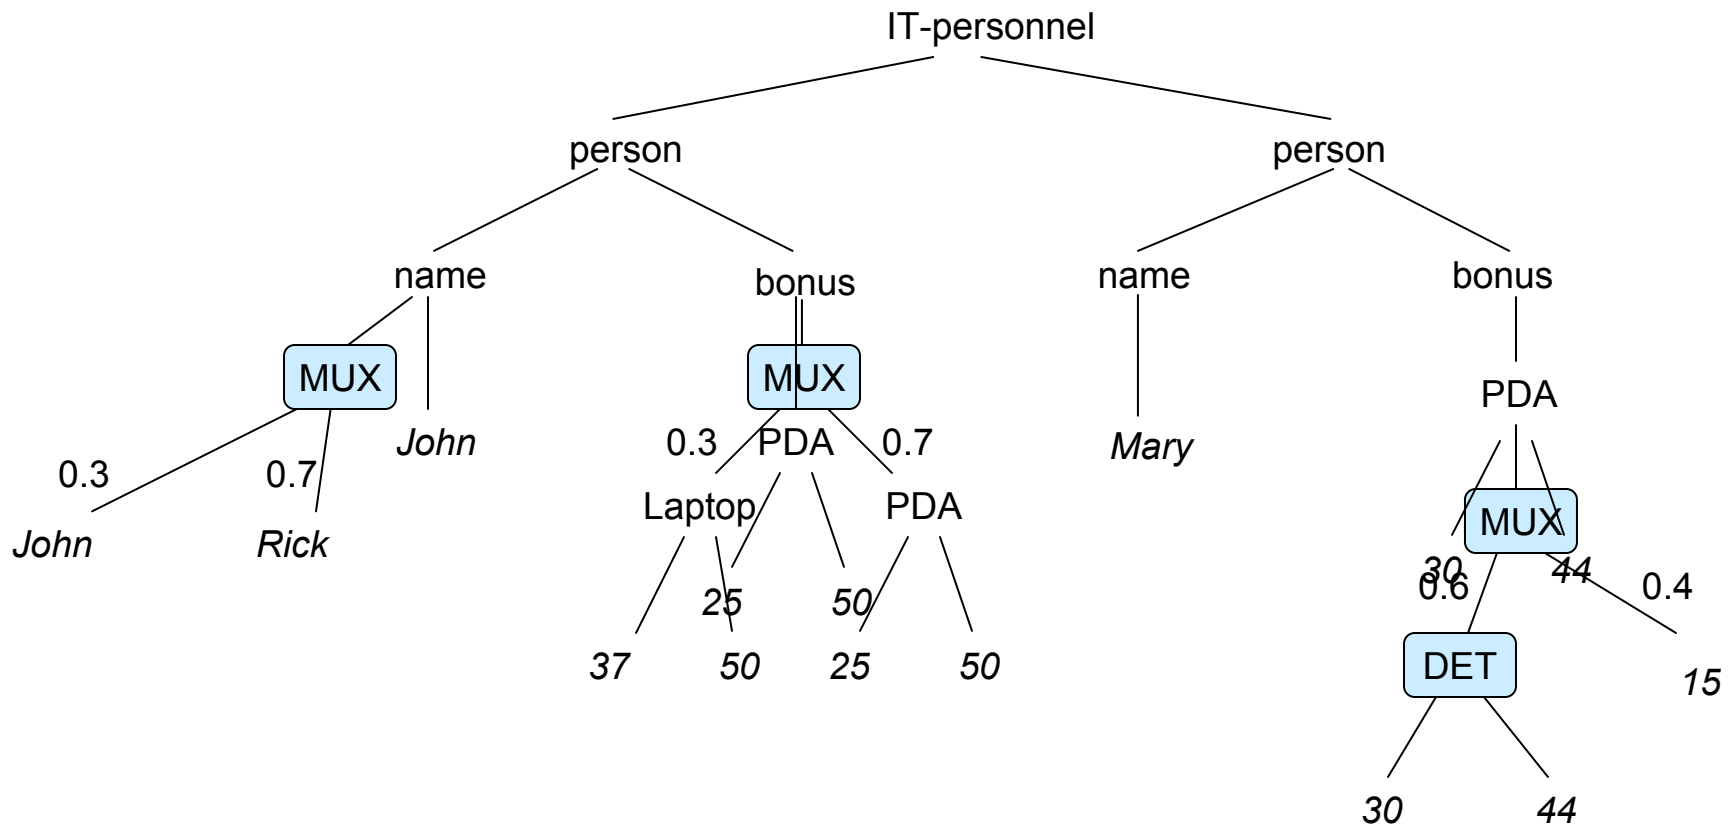 IT-personnel
person person
name bonus name bonus
MUX MUX PDA
0.3 0.7 John 0.3 PDA 0.7 Mary
John Rick Laptop PDA MUX
25 50 30 44
0.6 0.4
37 50 25 50 DET 15
30 44